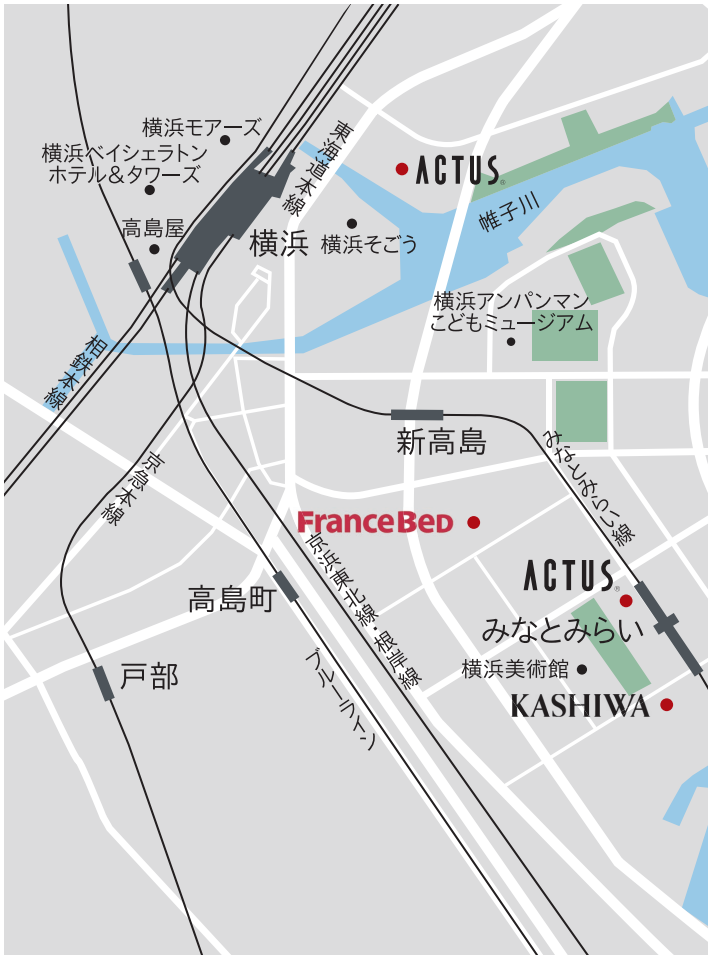 横浜モアーズ
東海道本線
横浜ベイシェラトン
ホテル&タワーズ
ACTUS®
高島屋
横浜
横浜そごう
帷子川
横浜アンパンマン
こどもミュージアム
相鉄本線
新高島
みなとみらい線
京急本線
FranceBeD
京浜東北線・根岸線
ACTUS®
高島町
みなとみらい
ブルーライン
戸部
横浜美術館
KASHIWA